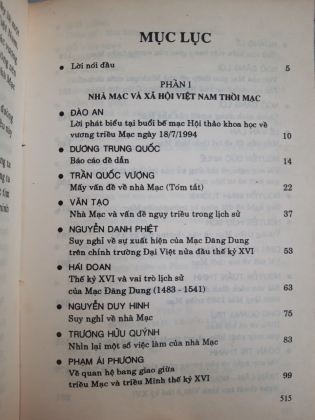 MỤC LỤC
● Lời nói đầu 5
PHẦN I
NHÀ MẠC VÀ XÃ HỘI VIỆT NAM THỜI MẠC
● ĐÀO AN
Lời phát biểu tại buổi bế mạc Hội thảo khoa học về
vương triều Mạc ngày 18/7/1994 10
● DƯƠNG TRUNG QUỐC
Báo cáo đề dẫn 14
● TRẦN QUỐC VƯỢNG
Mấy vấn đề về nhà Mạc (Tóm tắt) 22
● VĂN TẠO
Nhà Mạc và vấn đề ngụy triều trong lịch sử 37
● NGUYỄN DANH PHIỆT
Suy nghĩ về sự xuất hiện của Mạc Đăng Dung
trên chính trường Đại Việt nửa đầu thế kỷ XVI 53
● HẢI ĐOAN
Thế kỷ XVI và vai trò lịch sử
của Mạc Đăng Dung (1483 - 1541) 63
● NGUYỄN DUY HINH
Suy nghĩ về nhà Mạc 75
● TRƯƠNG HỮU QUÝNH
Nhìn lại một số việc làm của nhà Mạc 83
● PHẠM ÁI PHƯƠNG
Về quan hệ bang giao giữa
triều Mạc và triều Minh thế kỷ XVI 99
515